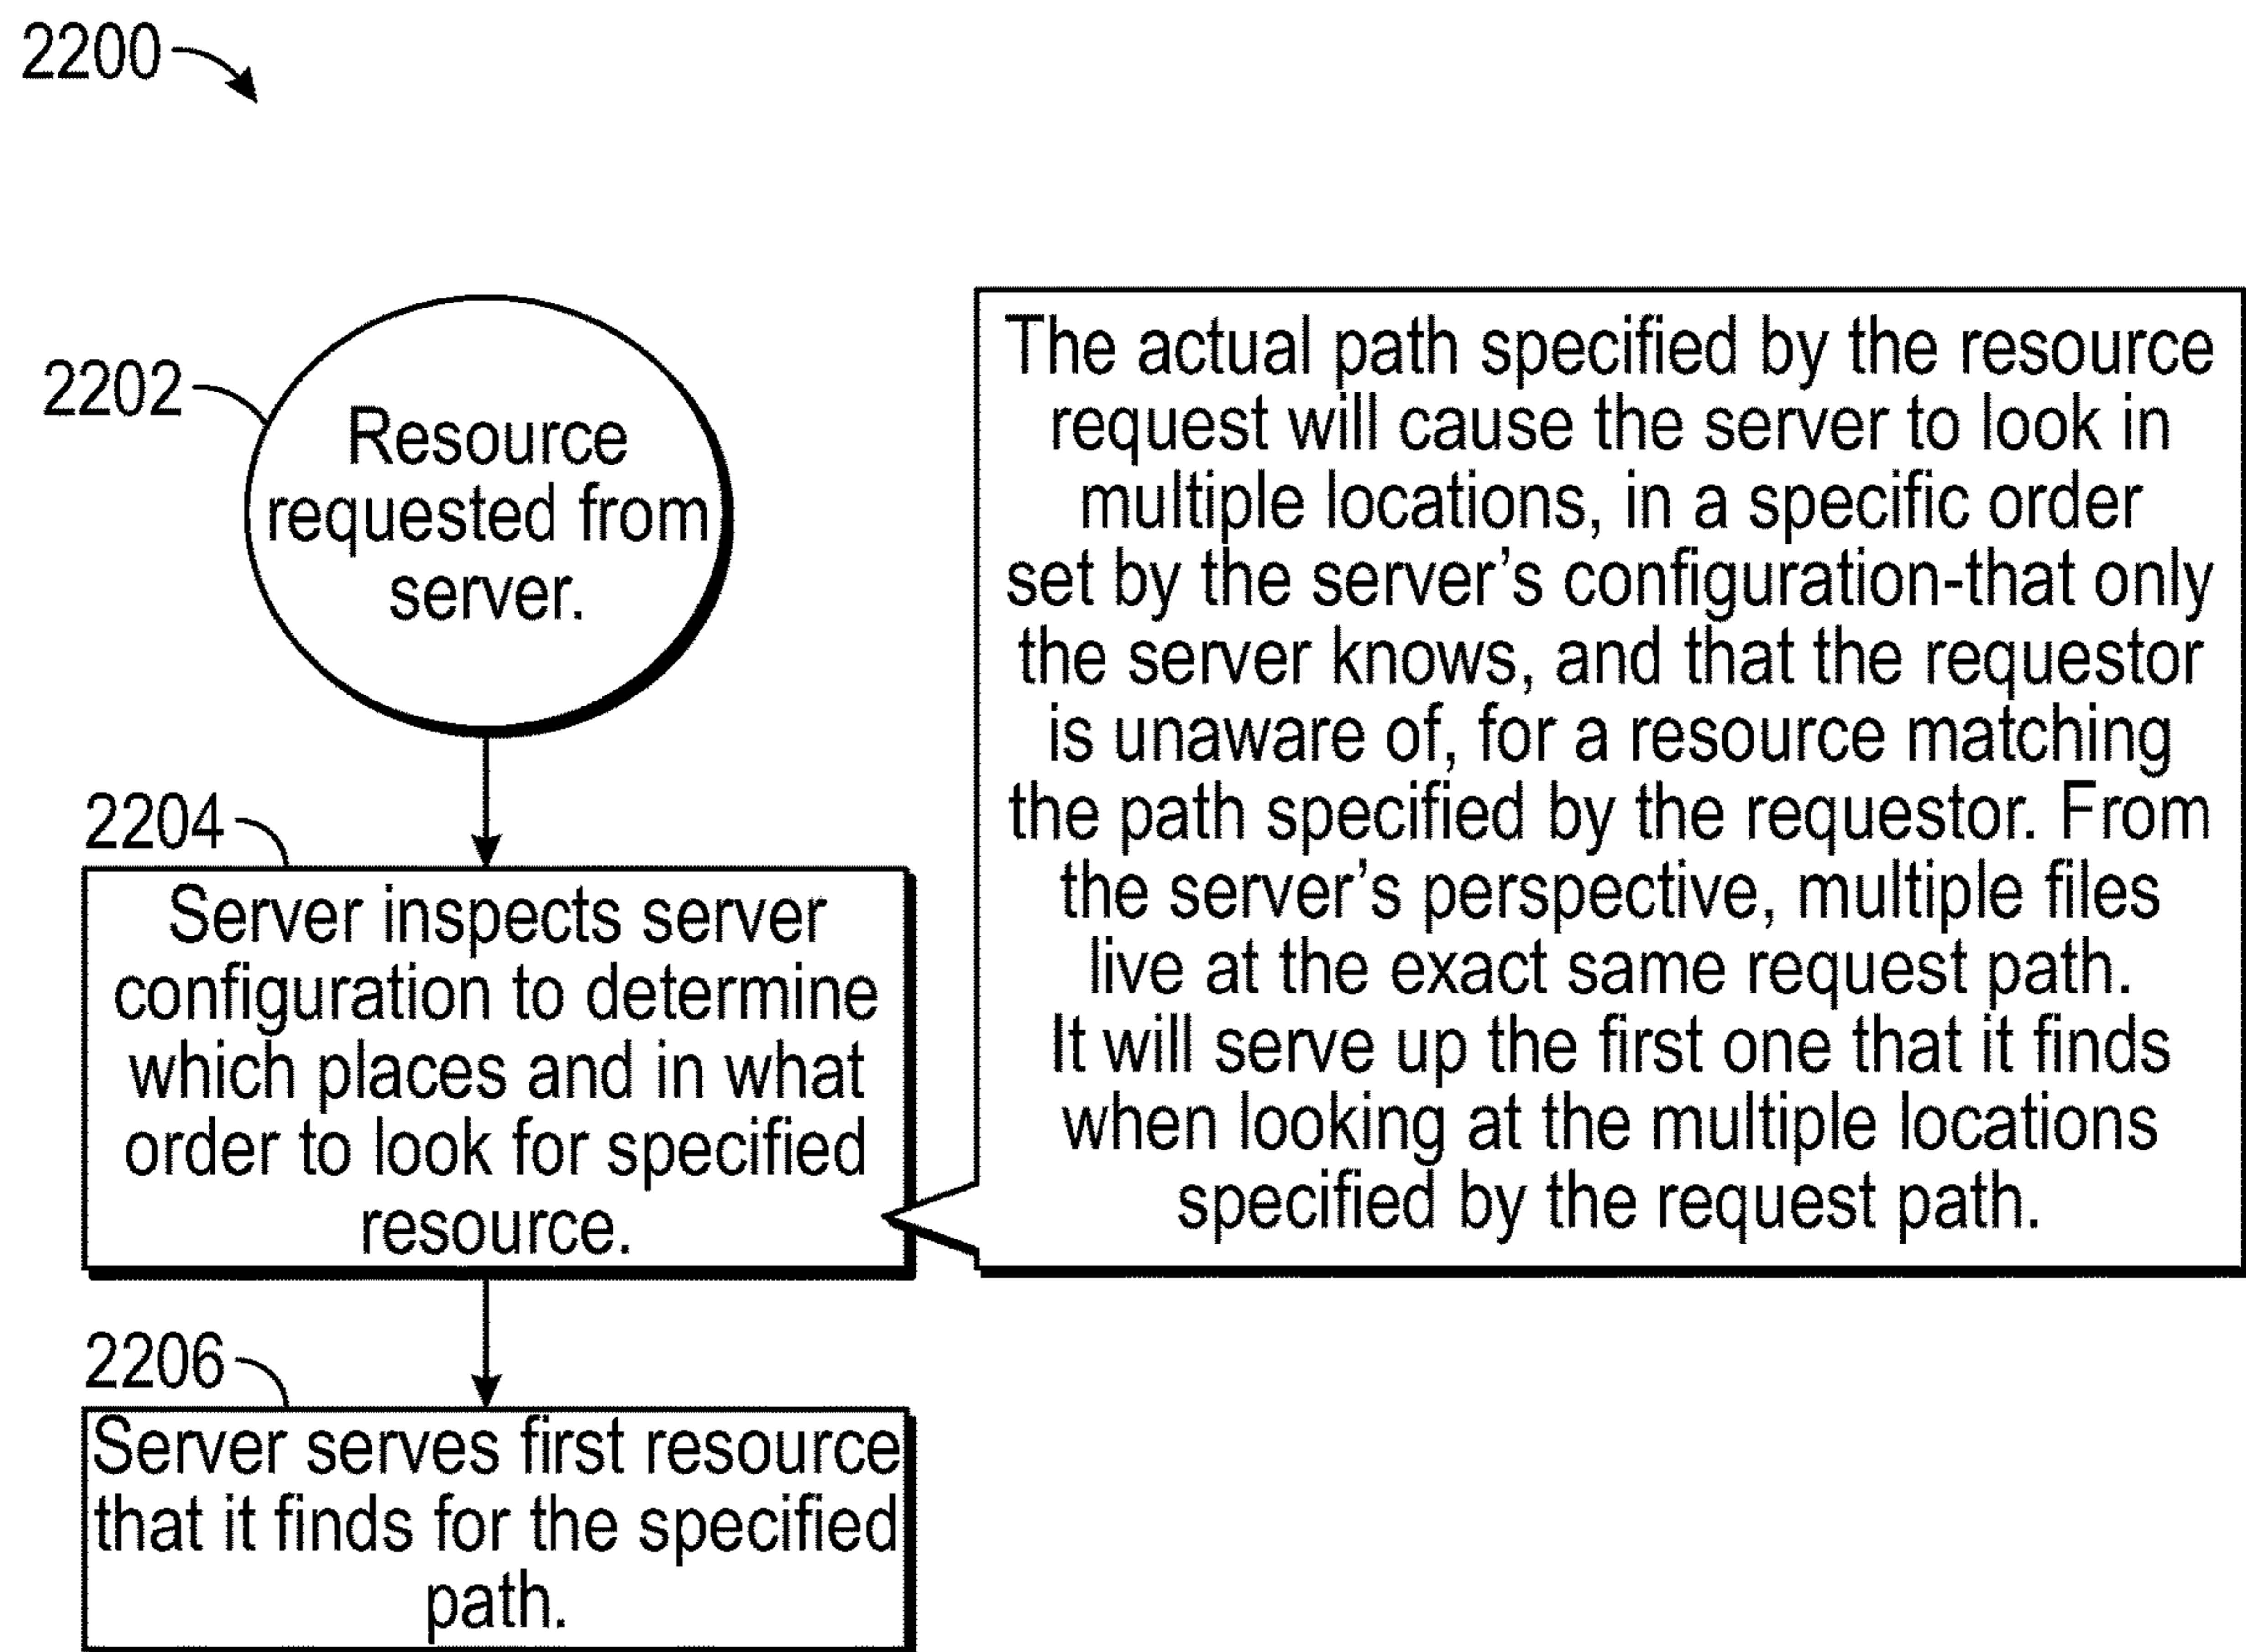 2200
2202
Resource
requested from
server.
2204
Server inspects server
configuration to determine
which places and in what
order to look for specified
resource.
The actual path specified by the resource
request will cause the server to look in
multiple locations, in a specific order
set by the server’s configuration-that only
the server knows, and that the requestor
is unaware of, for a resource matching
the path specified by the requestor. From
the server’s perspective, multiple files
live at the exact same request path.
It will serve up the first one that it finds
when looking at the multiple locations
specified by the request path.
2206
Server serves first resource
that it finds for the specified
path.